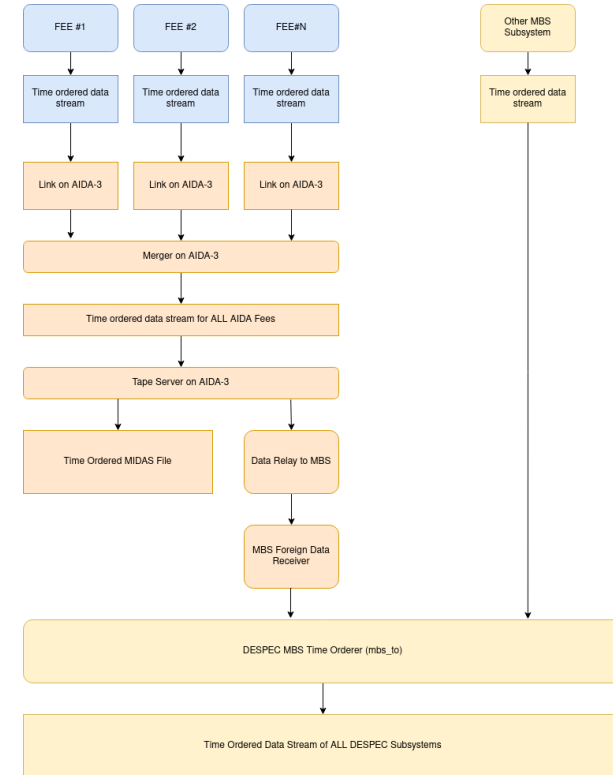 FEE #1
FEE #2
FEE#N
Other MBS
Subsystem
Time ordered data
stream
Time ordered data
stream
Time ordered data
stream
Time ordered data
stream
Link on AIDA-3
Link on AIDA-3
Link on AIDA-3
Merger on AIDA-3
Time ordered data stream for ALL AIDA Fees
Tape Server on AIDA-3
Time Ordered MIDAS File
Data Relay to MBS
MBS Foreign Data
Receiver
DESPEC MBS Time Orderer (mbs_to)
Time Ordered Data Stream of ALL DESPEC Subsystems